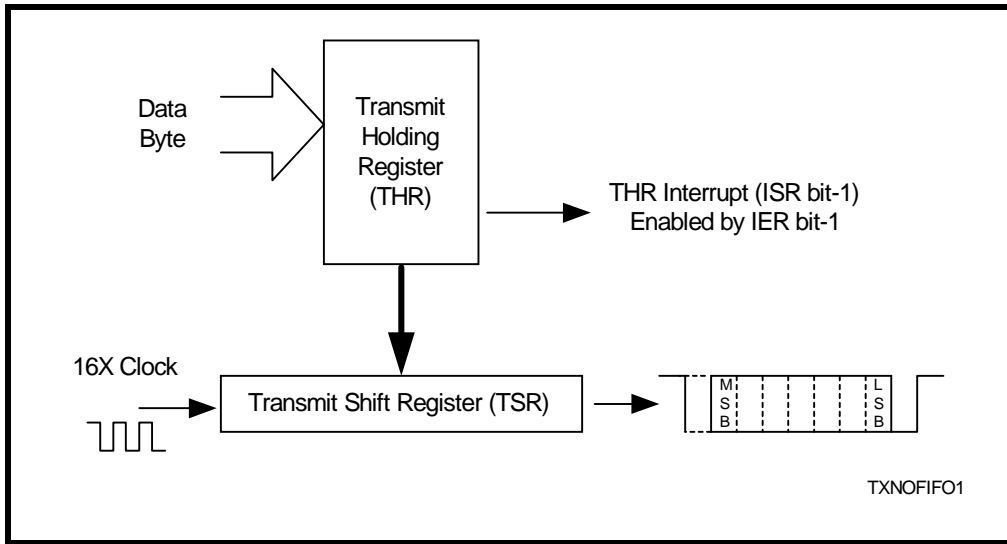 Data
Byte
Transmit
Holding
Register
(THR)
THR Interrupt (ISR bit-1)
Enabled by IER bit-1
16X Clock
Transmit Shift Register (TSR)
M
S
B
L
S
B
TXNOFIFO1